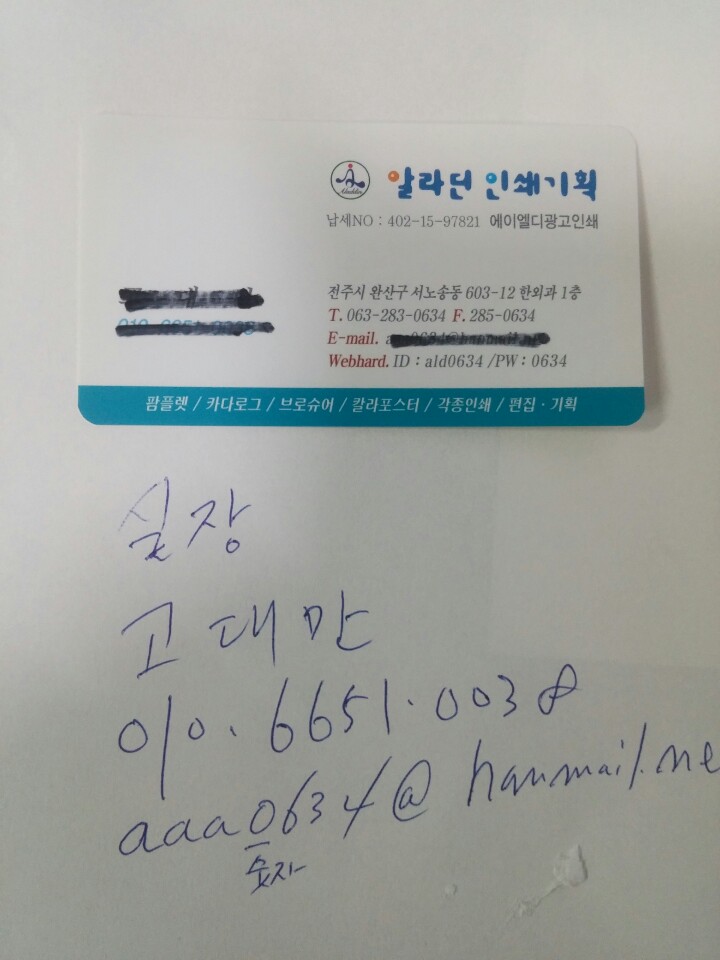 Aladdin
알라딘 인쇄기획
납세NO : 402-15-97821 에이엘디광고인쇄
전주시 완산구 서노송동 603-12 한외과 1층
T. 063-283-0634 F. 285-0634
E-mail.
Webhard. ID : ald0634 /PW : 0634
팜플렛 / 카다로그 / 브로슈어 / 칼라포스터 / 각종인쇄 / 편집 · 기획
실장
고대만
010. 6651. 0038
aaa0634@hanmail.ne
숫자